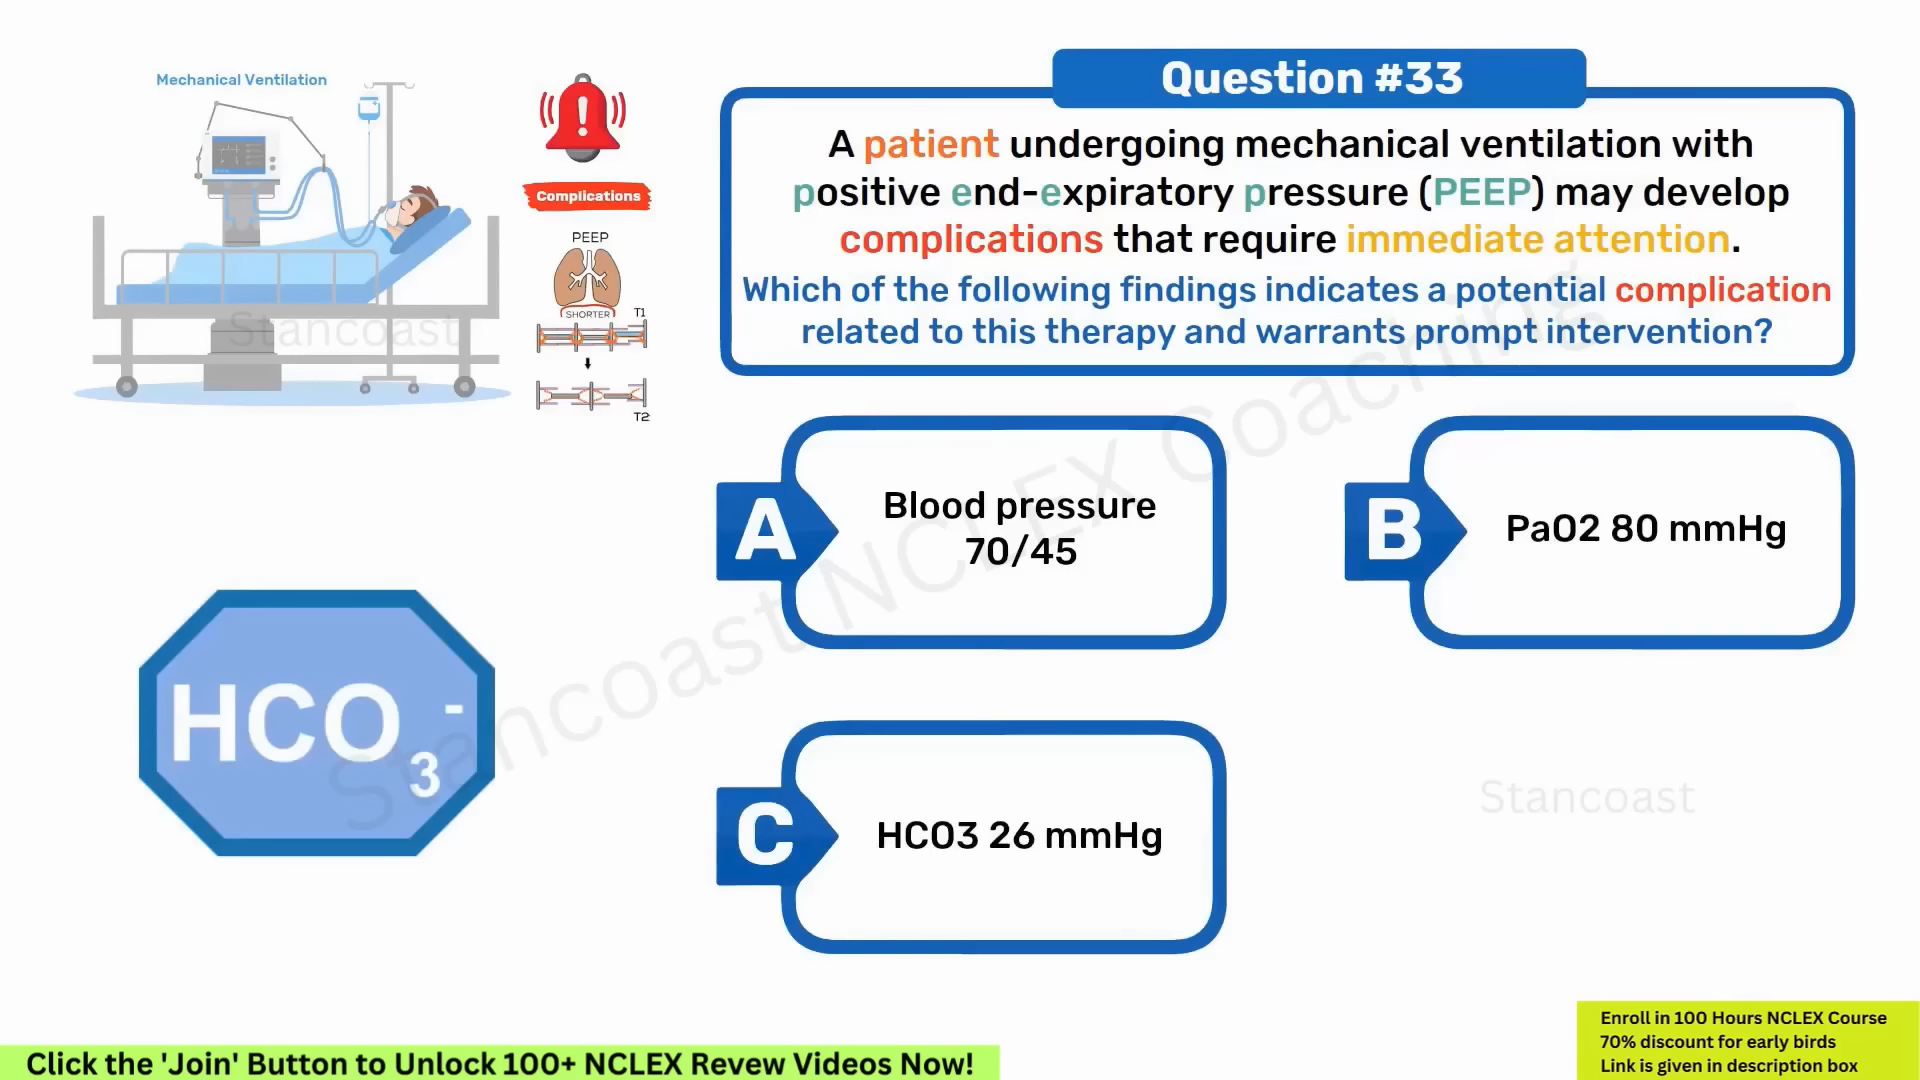 Mechanical Ventilation
Complications
PEEP
SHORTER
T1
T2
Question #33
A patient undergoing mechanical ventilation with
positive end-expiratory pressure (PEEP) may develop
complications that require immediate attention.
Which of the following findings indicates a potential complication
related to this therapy and warrants prompt intervention?
A
Blood pressure
70/45
B
PaO2 80 mmHg
C
HCO3 26 mmHg
HCO3-
Stancoast
Stancoast NCLEX Coaching
Stancoast
Click the 'Join' Button to Unlock 100+ NCLEX Revew Videos Now!
Enroll in 100 Hours NCLEX Course
70% discount for early birds
Link is given in description box